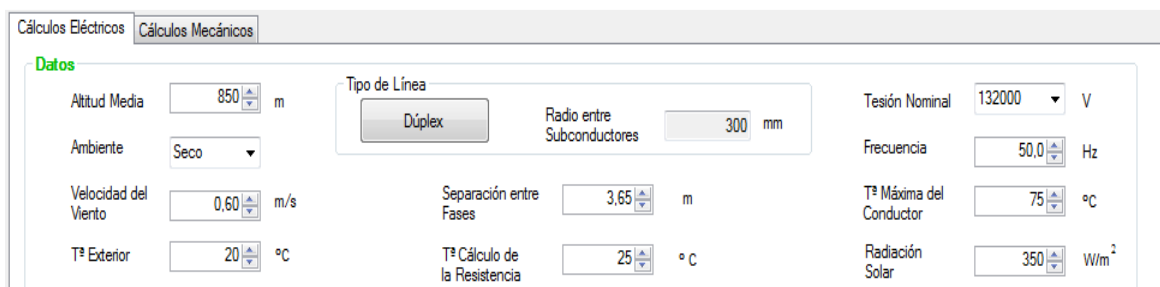 Cálculos Eléctricos Cálculos Mecánicos
Datos
Altitud Media 850 m
Tipo de Línea
Dúplex
Radio entre
Subconductores 300 mm
Tesión Nominal 132000 V
Ambiente Seco
Frecuencia 50,0 Hz
Velocidad del
Viento 0,60 m/s
Separación entre
Fases 3,65 m
Tª Máxima del
Conductor 75 ºC
Tª Exterior 20 ºC
Tª Cálculo de
la Resistencia 25 º C
Radiación
Solar 350 W/m²